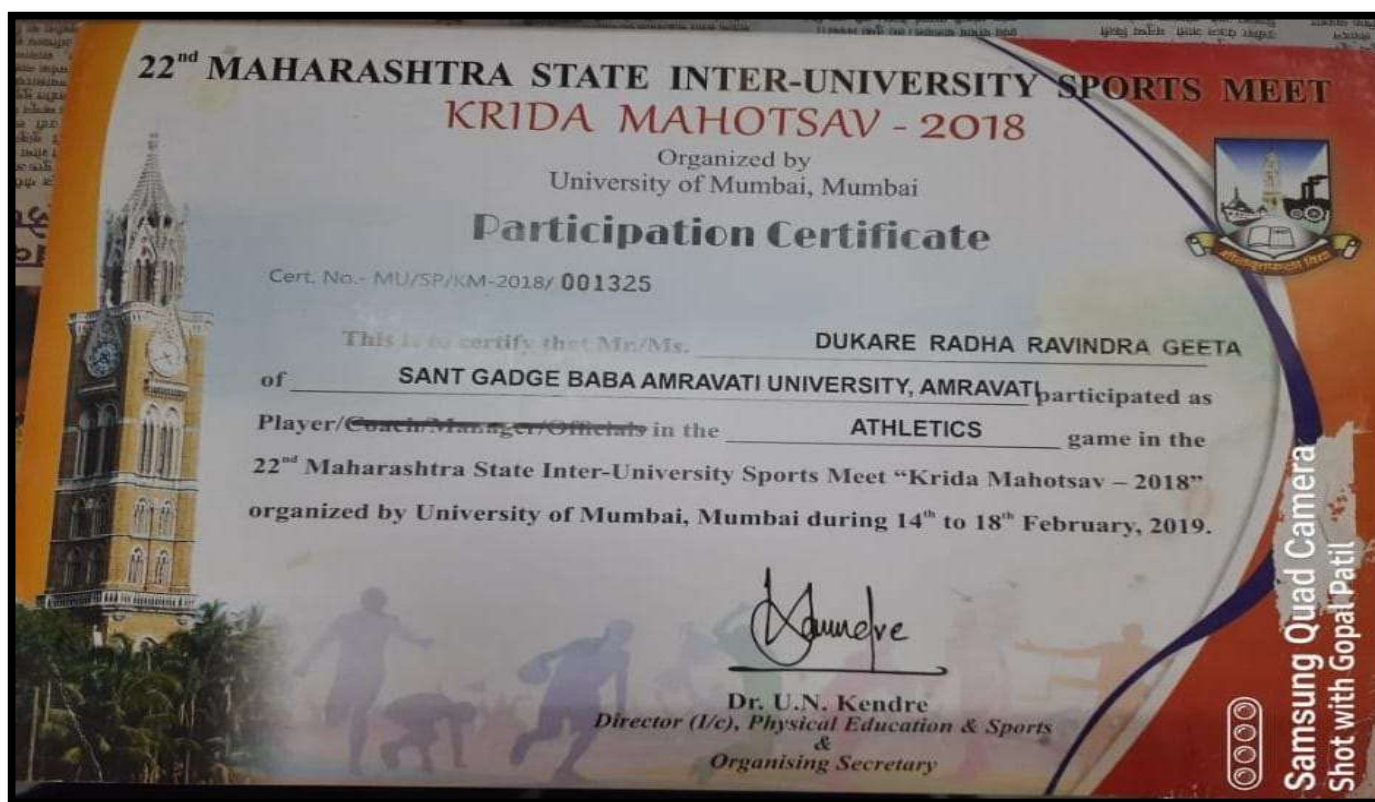 22nd MAHARASHTRA STATE INTER-UNIVERSITY SPORTS MEET
KRIDA MAHOTSAV - 2018
Organized by
University of Mumbai, Mumbai
Participation Certificate
Cert. No.- MU/SP/KM-2018/ 001325
This is to certify that Mr./Ms. DUKARE RADHA RAVINDRA GEETA
of SANT GADGE BABA AMRAVATI UNIVERSITY, AMRAVATI participated as
Player/Coach/Manager/Officials in the ATHLETICS game in the
22nd Maharashtra State Inter-University Sports Meet “Krida Mahotsav – 2018”
organized by University of Mumbai, Mumbai during 14th to 18th February, 2019.
Dr. U.N. Kendre
Director (I/c), Physical Education & Sports
&
Organising Secretary
Samsung Quad Camera
Shot with Gopal Patil